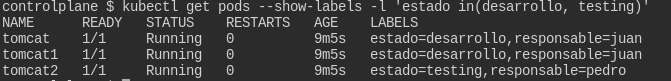 controlplane $ kubectl get pods --show-labels -l 'estado in(desarrollo, testing)'
NAME READY STATUS RESTARTS AGE LABELS
tomcat 1/1 Running 0 9m5s estado=desarrollo,responsable=juan
tomcat1 1/1 Running 0 9m5s estado=desarrollo,responsable=juan
tomcat2 1/1 Running 0 9m5s estado=testing,responsable=pedro